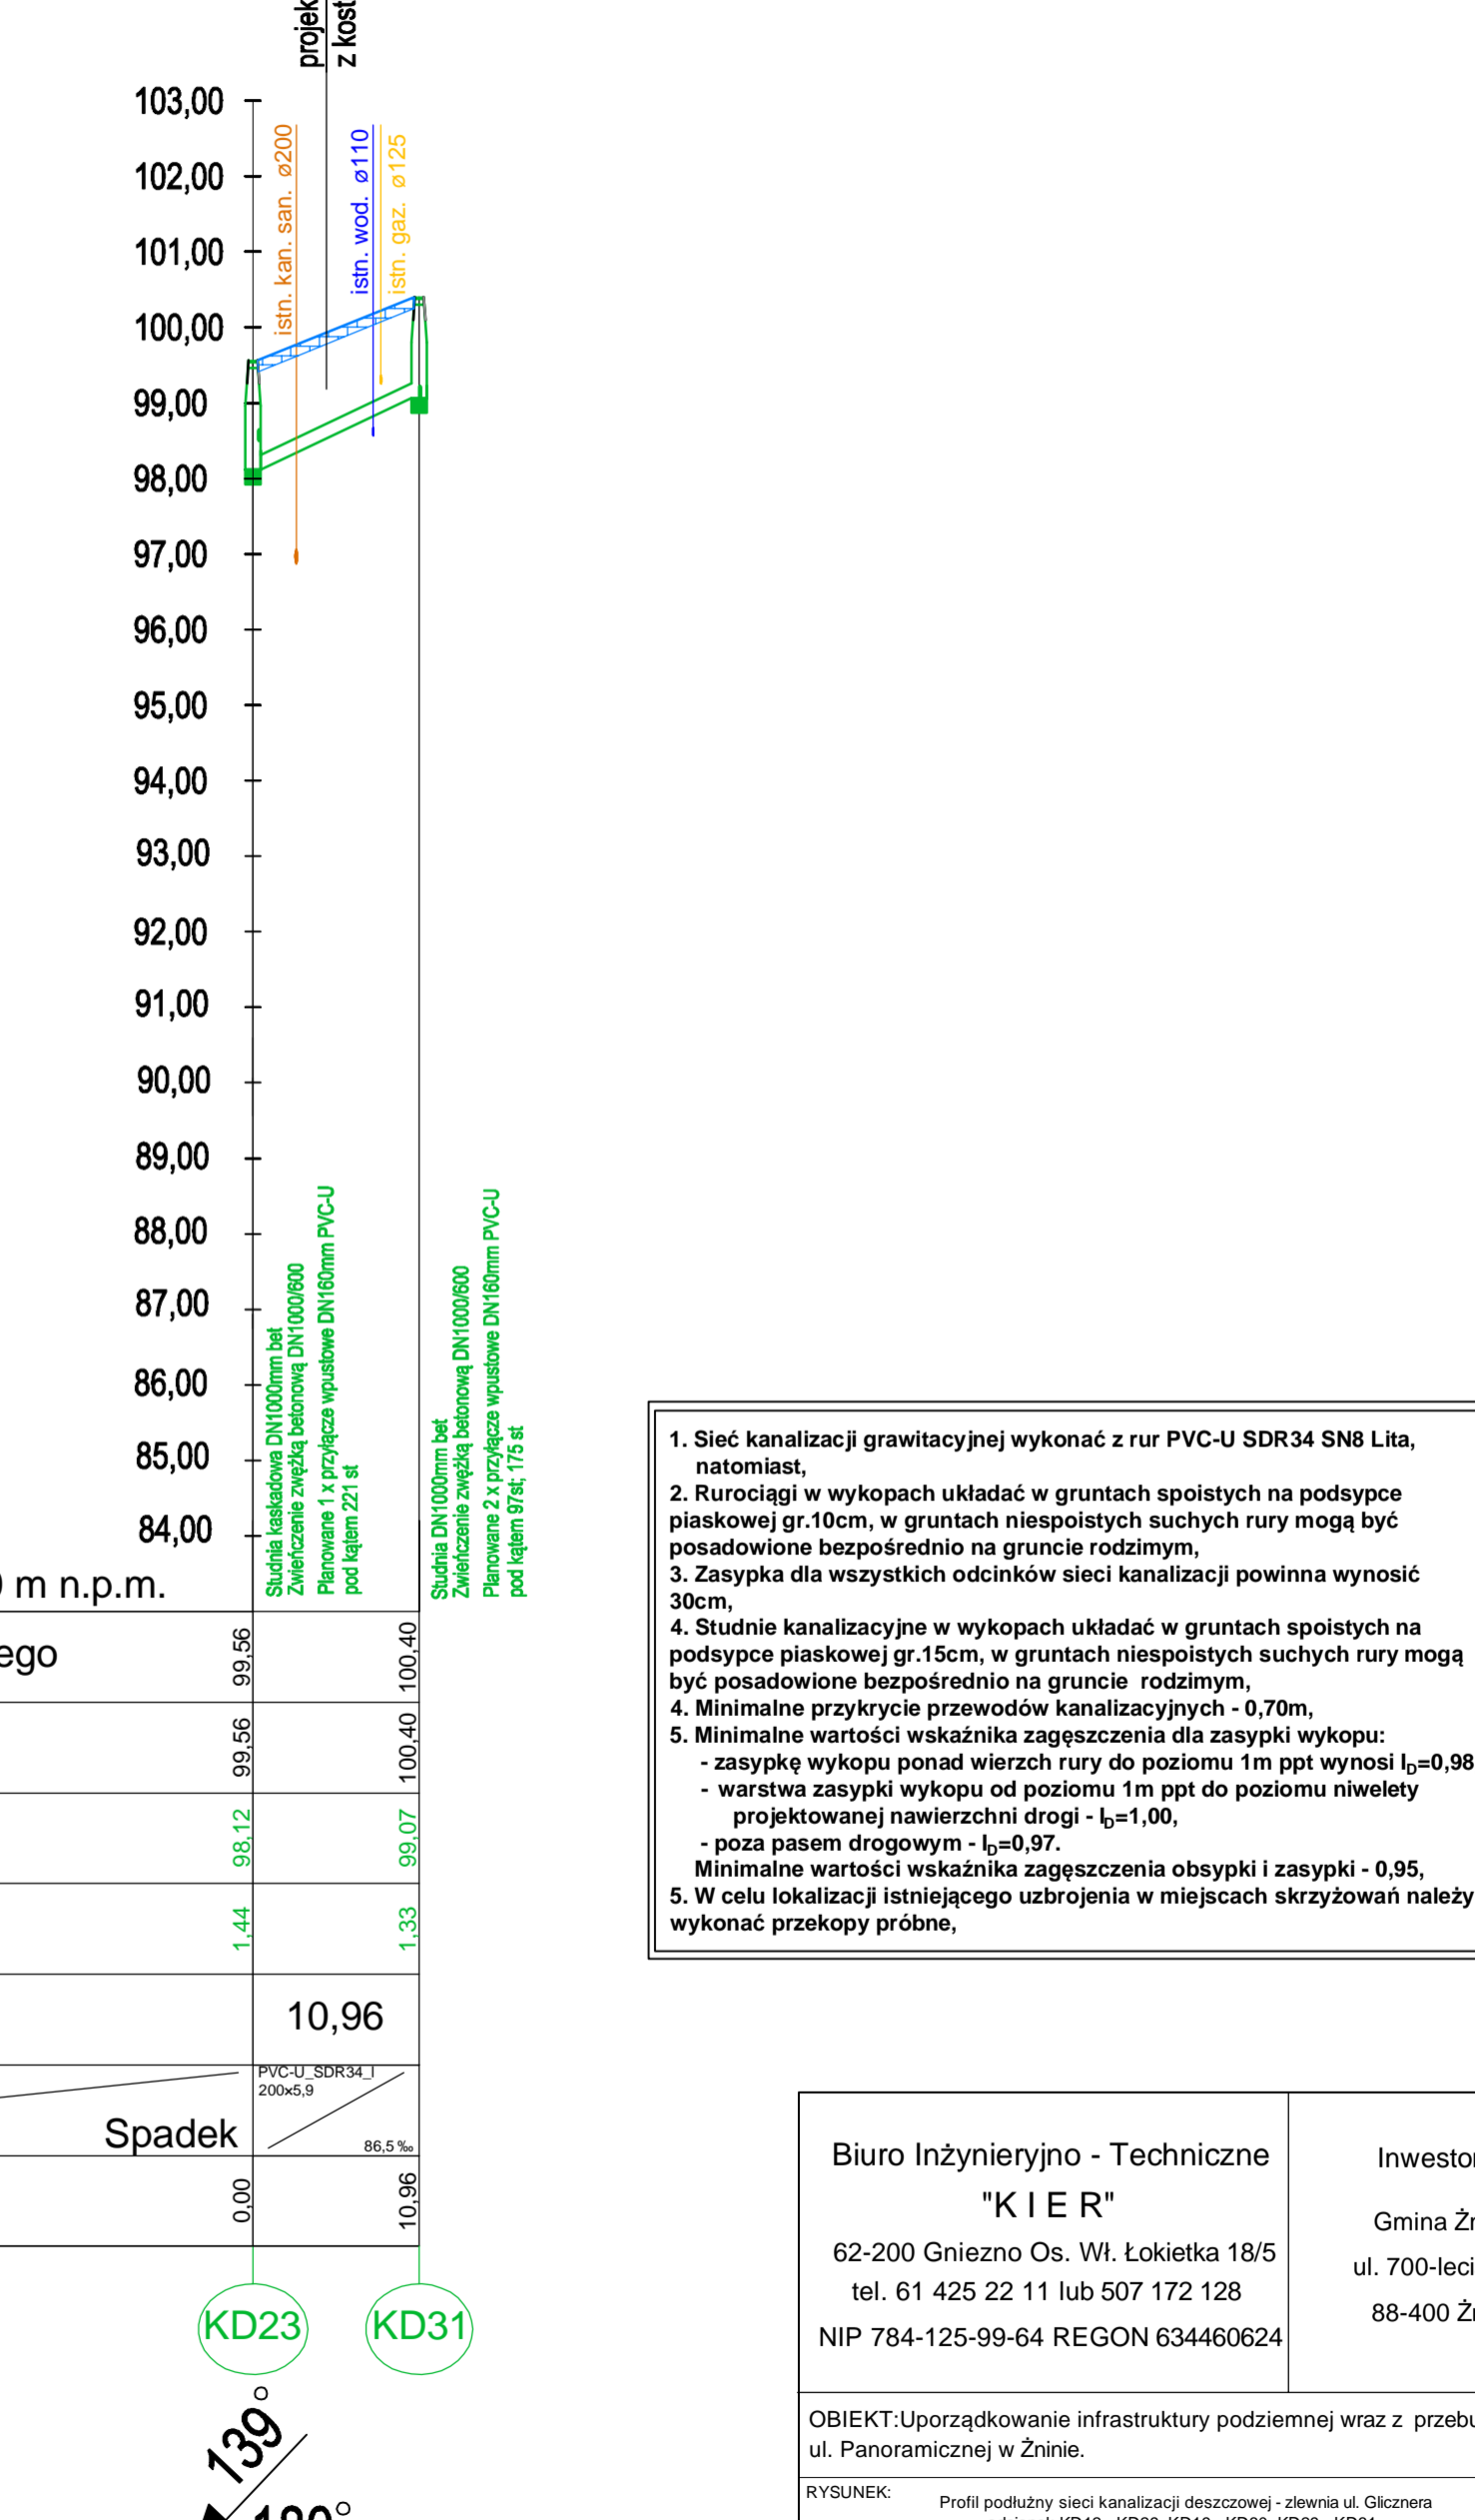 projek
z kost
103,00
102,00
101,00
100,00
99,00
98,00
97,00
96,00
95,00
94,00
93,00
92,00
91,00
90,00
89,00
88,00
87,00
86,00
85,00
84,00
istn. kan. san. ø200
istn. wod. ø110
istn. gaz. ø125
Studnia kaskadowa DN1000mm bet
Zwieńczenie zwężką betonową DN1000/600
Planowane 1 x przyłącze wpustowe DN160mm PVC-U
pod kątem 221 st
Studnia DN1000mm bet
Zwieńczenie zwężką betonową DN1000/600
Planowane 2 x przyłącze wpustowe DN160mm PVC-U
pod kątem 97st; 175 st
m n.p.m.
ego
99,56
100,40
99,56
100,40
98,12
99,07
1,44
1,33
10,96
PVC-U_SDR34_l
200x5,9
Spadek
86,5 ‰
0,00
10,96
KD23
KD31
139°
180°
1. Sieć kanalizacji grawitacyjnej wykonać z rur PVC-U SDR34 SN8 Lita,
natomiast,
2. Rurociągi w wykopach układać w gruntach spoistych na podsypce
piaskowej gr.10cm, w gruntach niespoistych suchych rury mogą być
posadowione bezpośrednio na gruncie rodzimym,
3. Zasypka dla wszystkich odcinków sieci kanalizacji powinna wynosić
30cm,
4. Studnie kanalizacyjne w wykopach układać w gruntach spoistych na
podsypce piaskowej gr.15cm, w gruntach niespoistych suchych rury mogą
być posadowione bezpośrednio na gruncie rodzimym,
4. Minimalne przykrycie przewodów kanalizacyjnych - 0,70m,
5. Minimalne wartości wskaźnika zagęszczenia dla zasypki wykopu:
- zasypkę wykopu ponad wierzch rury do poziomu 1m ppt wynosi ID=0,98
- warstwa zasypki wykopu od poziomu 1m ppt do poziomu niwelety
projektowanej nawierzchni drogi - ID=1,00,
- poza pasem drogowym - ID=0,97.
Minimalne wartości wskaźnika zagęszczenia obsypki i zasypki - 0,95,
5. W celu lokalizacji istniejącego uzbrojenia w miejscach skrzyżowań należy
wykonać przekopy próbne,
Biuro Inżynieryjno - Techniczne
"K I E R"
62-200 Gniezno Os. Wł. Łokietka 18/5
tel. 61 425 22 11 lub 507 172 128
NIP 784-125-99-64 REGON 634460624
Inwestor
Gmina Żn
ul. 700-leci
88-400 Żn
OBIEKT:Uporządkowanie infrastruktury podziemnej wraz z przebu
ul. Panoramicznej w Żninie.
RYSUNEK:
Profil podłużny sieci kanalizacji deszczowej - zlewnia ul. Glicznera